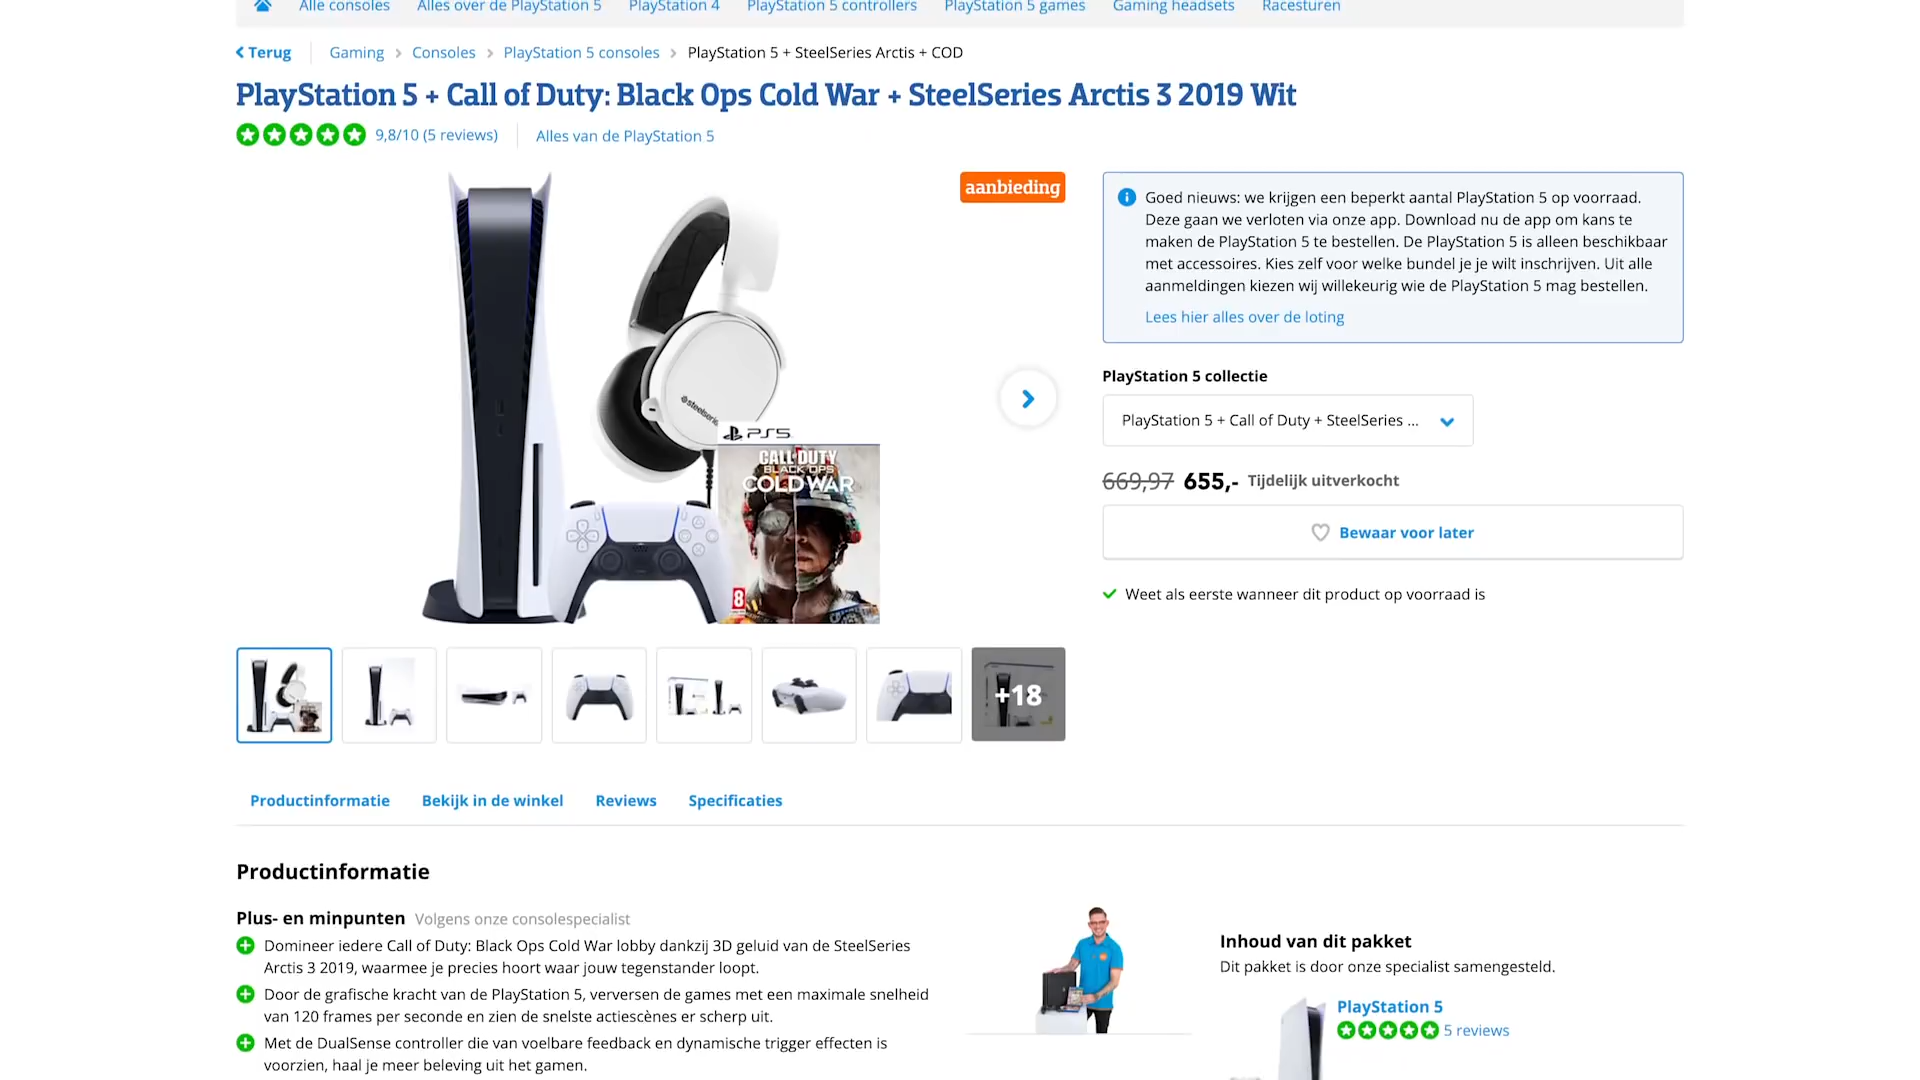 Alle consoles Alles over de PlayStation 5 PlayStation 4 PlayStation 5 controllers PlayStation 5 games Gaming headsets Racesturen
Terug Gaming Consoles PlayStation 5 consoles PlayStation 5 + SteelSeries Arctis + COD
PlayStation 5 + Call of Duty: Black Ops Cold War + SteelSeries Arctis 3 2019 Wit
9,8/10 (5 reviews) Alles van de PlayStation 5
aanbieding
steelseries
PS5
CALL OF DUTY
BLACK OPS
COLD WAR
18
Goed nieuws: we krijgen een beperkt aantal PlayStation 5 op voorraad.
Deze gaan we verloten via onze app. Download nu de app om kans te
maken de PlayStation 5 te bestellen. De PlayStation 5 is alleen beschikbaar
met accessoires. Kies zelf voor welke bundel je je wilt inschrijven. Uit alle
aanmeldingen kiezen wij willekeurig wie de PlayStation 5 mag bestellen.
Lees hier alles over de loting
PlayStation 5 collectie
PlayStation 5 + Call of Duty + SteelSeries ...
669,97 655,- Tijdelijk uitverkocht
Bewaar voor later
Weet als eerste wanneer dit product op voorraad is
+18
Productinformatie Bekijk in de winkel Reviews Specificaties
Productinformatie
Plus- en minpunten Volgens onze consolespecialist
Domineer iedere Call of Duty: Black Ops Cold War lobby dankzij 3D geluid van de SteelSeries
Arctis 3 2019, waarmee je precies hoort waar jouw tegenstander loopt.
Door de grafische kracht van de PlayStation 5, verversen de games met een maximale snelheid
van 120 frames per seconde en zien de snelste actiescènes er scherp uit.
Met de DualSense controller die van voelbare feedback en dynamische trigger effecten is
voorzien, haal je meer beleving uit het gamen.
Inhoud van dit pakket
Dit pakket is door onze specialist samengesteld.
PlayStation 5
5 reviews